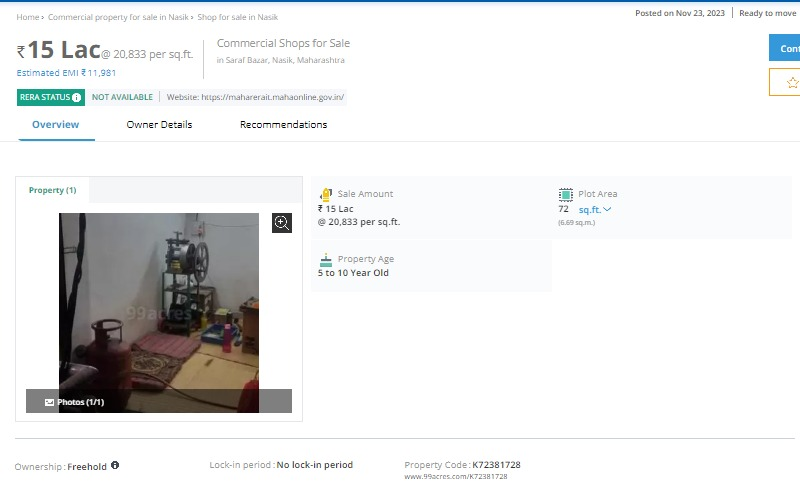 Home › Commercial property for sale in Nasik › Shop for sale in Nasik
Posted on Nov 23, 2023 | Ready to move
₹15 Lac @ 20,833 per sq.ft.
Estimated EMI ₹ 11,981
Commercial Shops for Sale
in Saraf Bazar, Nasik, Maharashtra
RERA STATUS NOT AVAILABLE Website: https://maharerait.mahaonline.gov.in/
Overview Owner Details Recommendations
Property (1)
99acres
Photos (1/1)
Sale Amount
₹ 15 Lac
@ 20,833 per sq.ft.
Plot Area
72 sq.ft.
(6.69 sq.m.)
Property Age
5 to 10 Year Old
Ownership : Freehold
Lock-in period : No lock-in period
Property Code : K72381728
www.99acres.com/K72381728